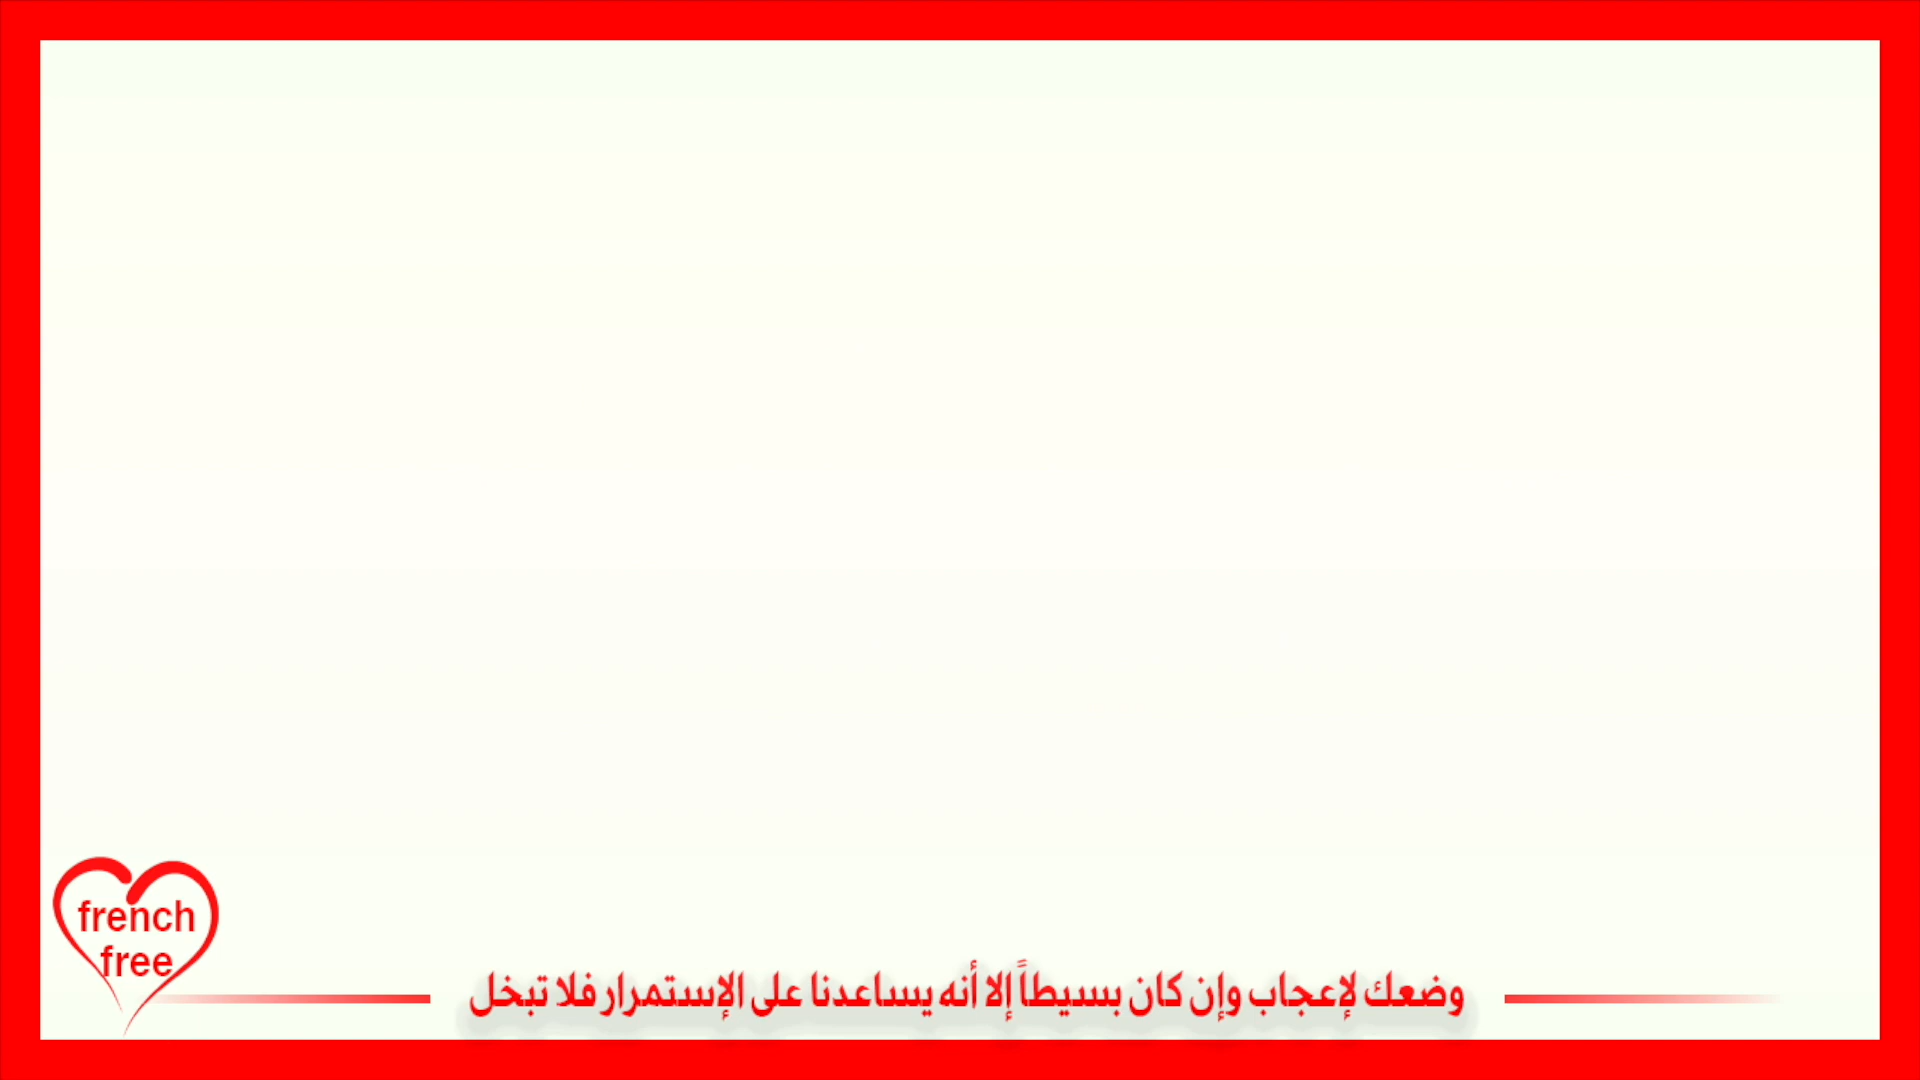 french
free
وضعك لإعجاب وإن كان بسيطاً إلا أنه يساعدنا على الإستمرار فلا تبخل